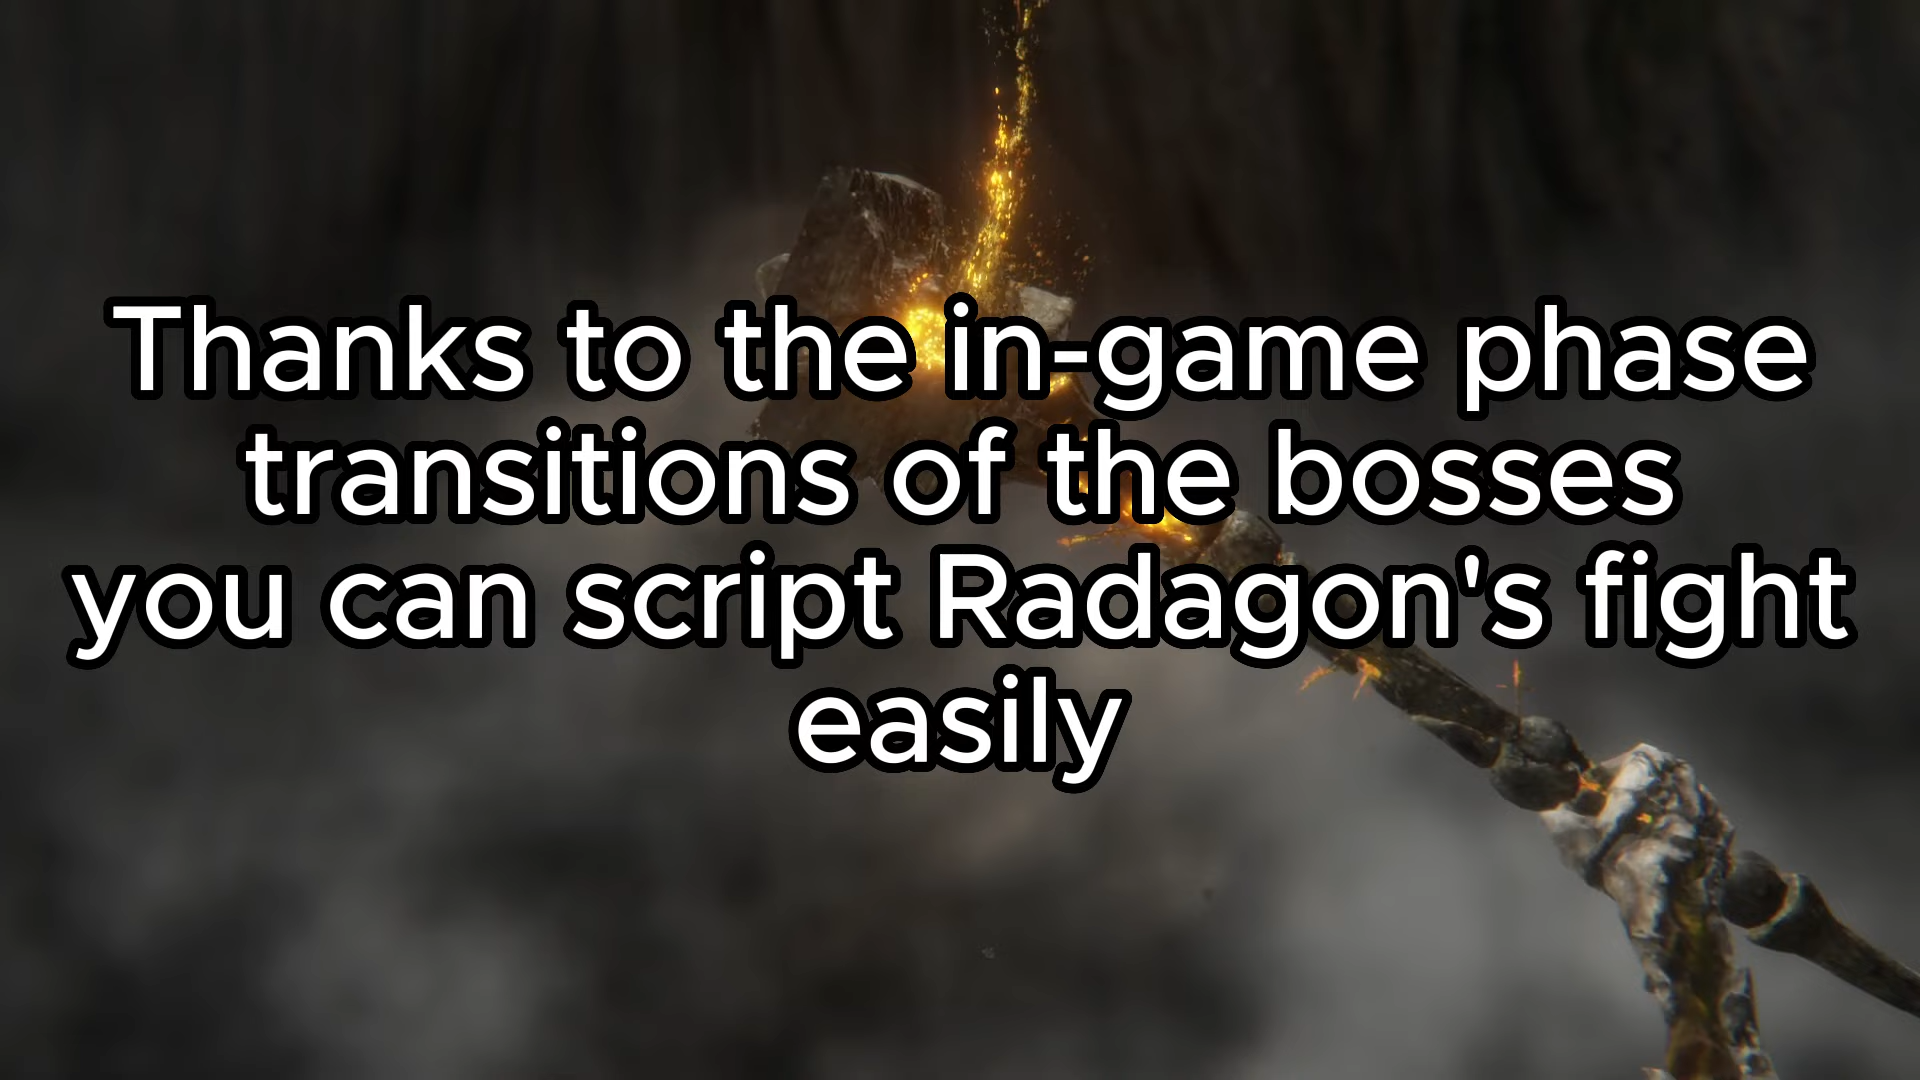 Thanks to the in-game phase
transitions of the bosses
you can script Radagon's fight
easily